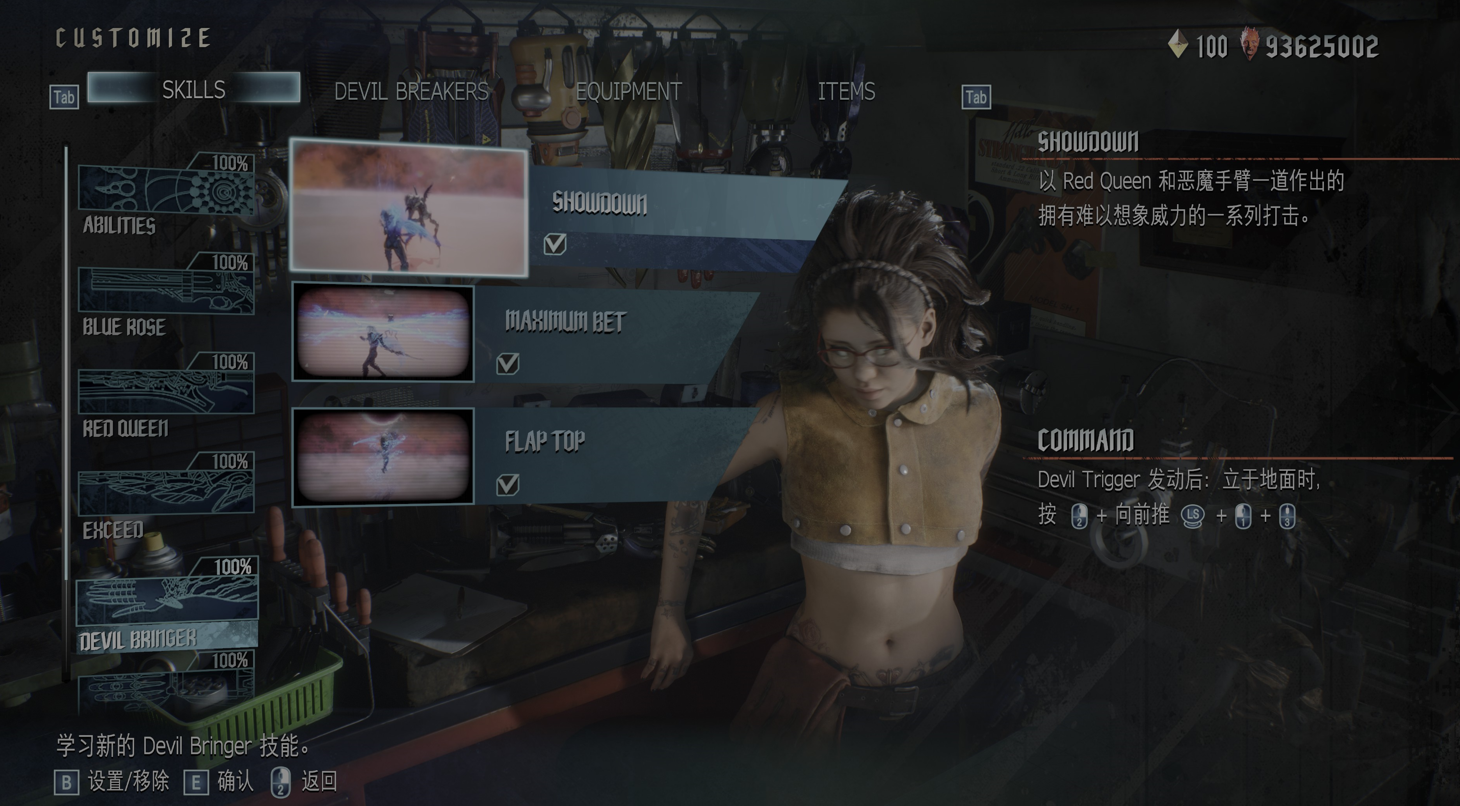 CUSTOMIZE
100 93625002
Tab SKILLS DEVIL BREAKERS EQUIPMENT ITEMS Tab
100%
ABILITIES
100%
BLUE ROSE
100%
RED QUEEN
100%
EXCEED
100%
DEVIL BRINGER
100%
SHOWDOWN
MAXIMUM BET
FLAP TOP
SHOWDOWN
以 Red Queen 和恶魔手臂一道作出的
拥有难以想象威力的一系列打击。
COMMAND
Devil Trigger 发动后：立于地面时,
按 2 + 向前推 LS + 1 + 3
学习新的 Devil Bringer 技能。
B 设置/移除 E 确认 2 返回